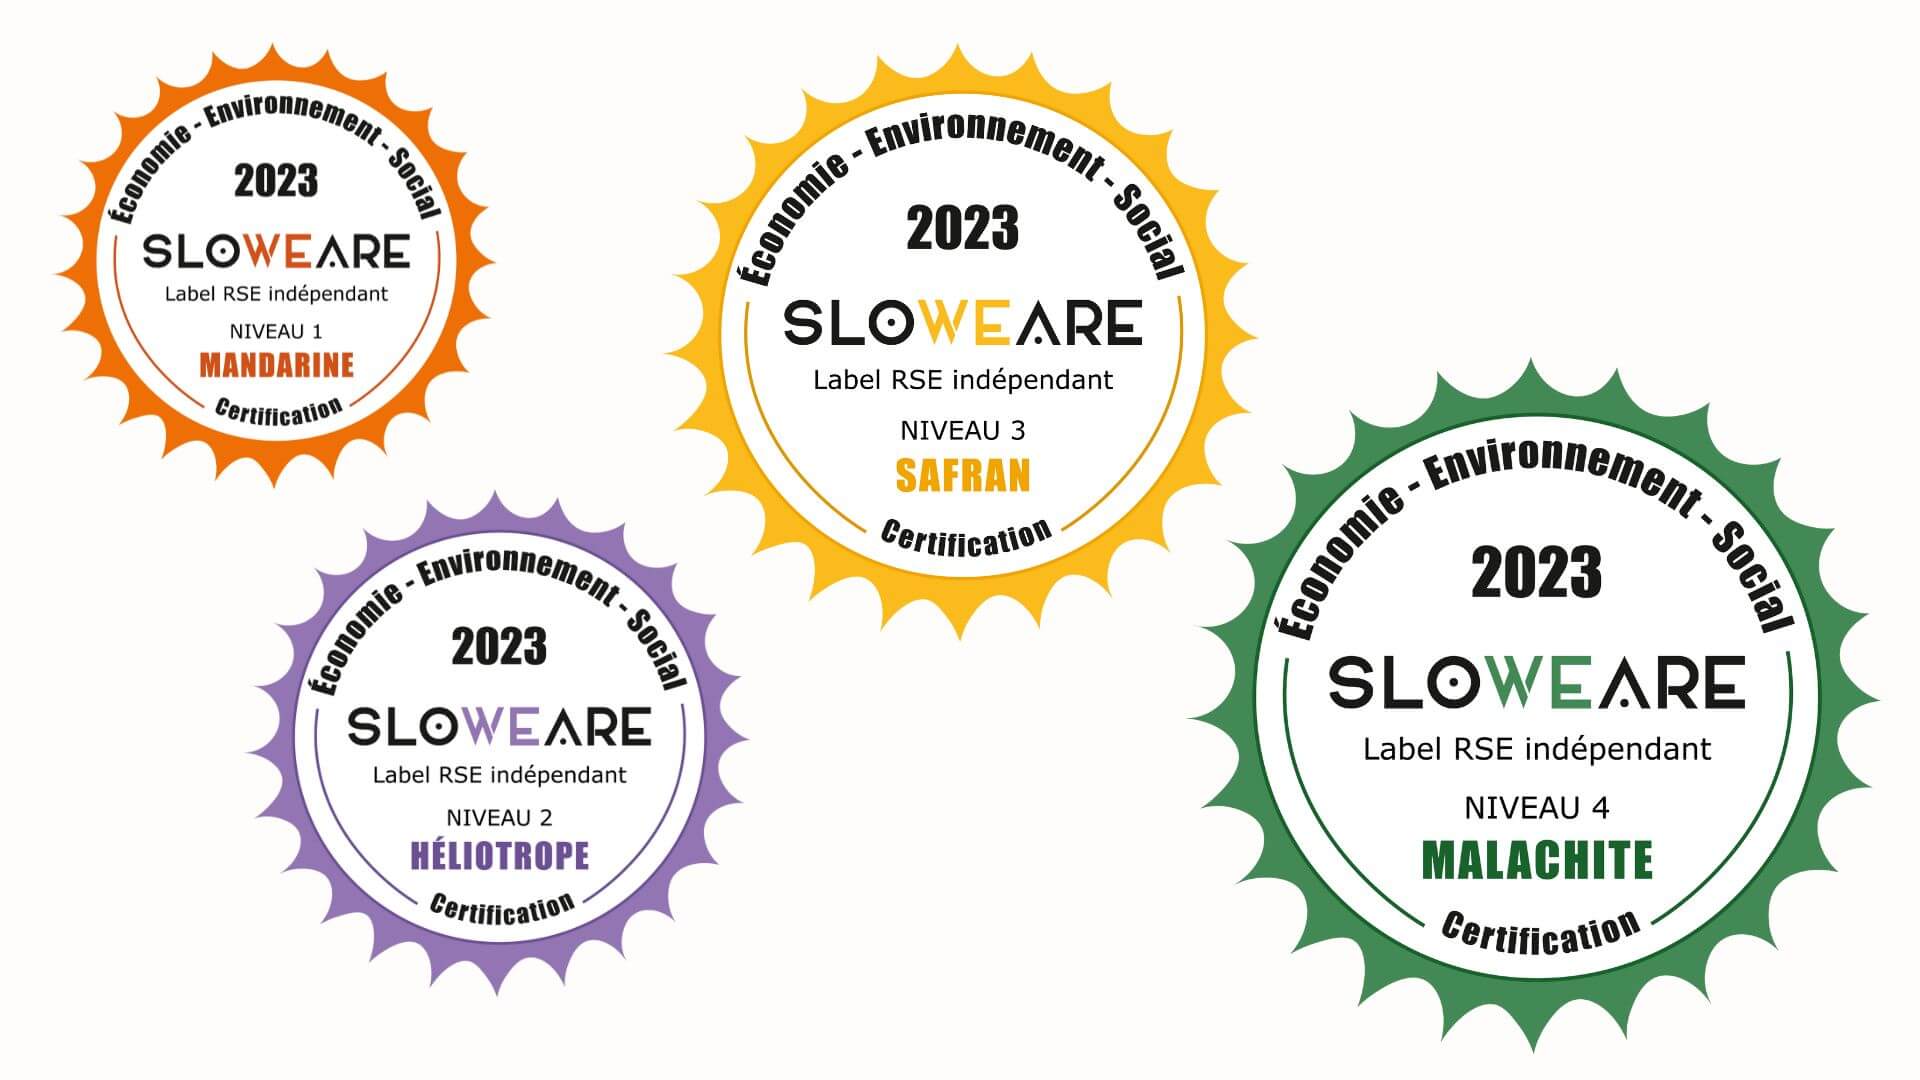 Économie - Environnement - Social
2023
SLOWEARE
Label RSE indépendant
NIVEAU 1
MANDARINE
Certification
Économie - Environnement - Social
2023
SLOWEARE
Label RSE indépendant
NIVEAU 2
HÉLIOTROPE
Certification
Économie - Environnement - Social
2023
SLOWEARE
Label RSE indépendant
NIVEAU 3
SAFRAN
Certification
Économie - Environnement - Social
2023
SLOWEARE
Label RSE indépendant
NIVEAU 4
MALACHITE
Certification